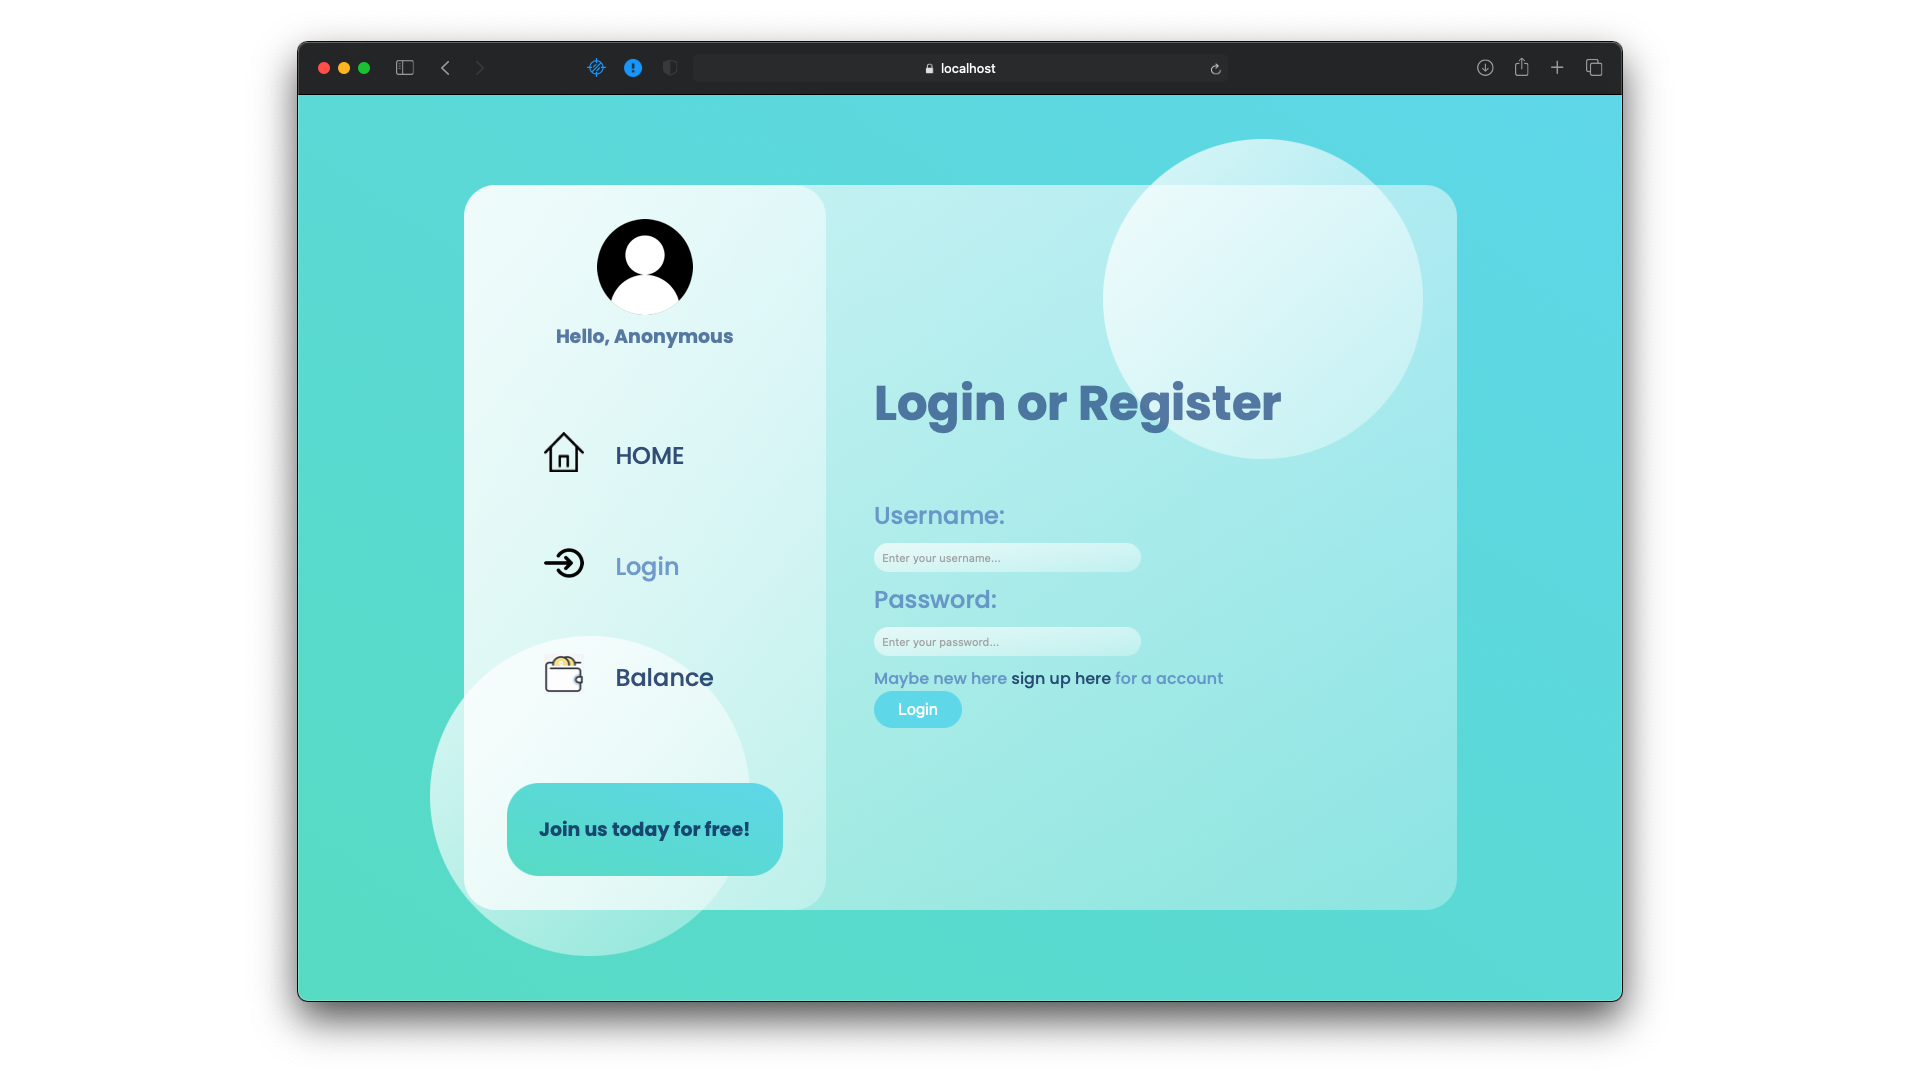 localhost
Hello, Anonymous
HOME
Login
Balance
Join us today for free!
Login or Register
Username:
Enter your username...
Password:
Enter your password...
Maybe new here sign up here for a account
Login